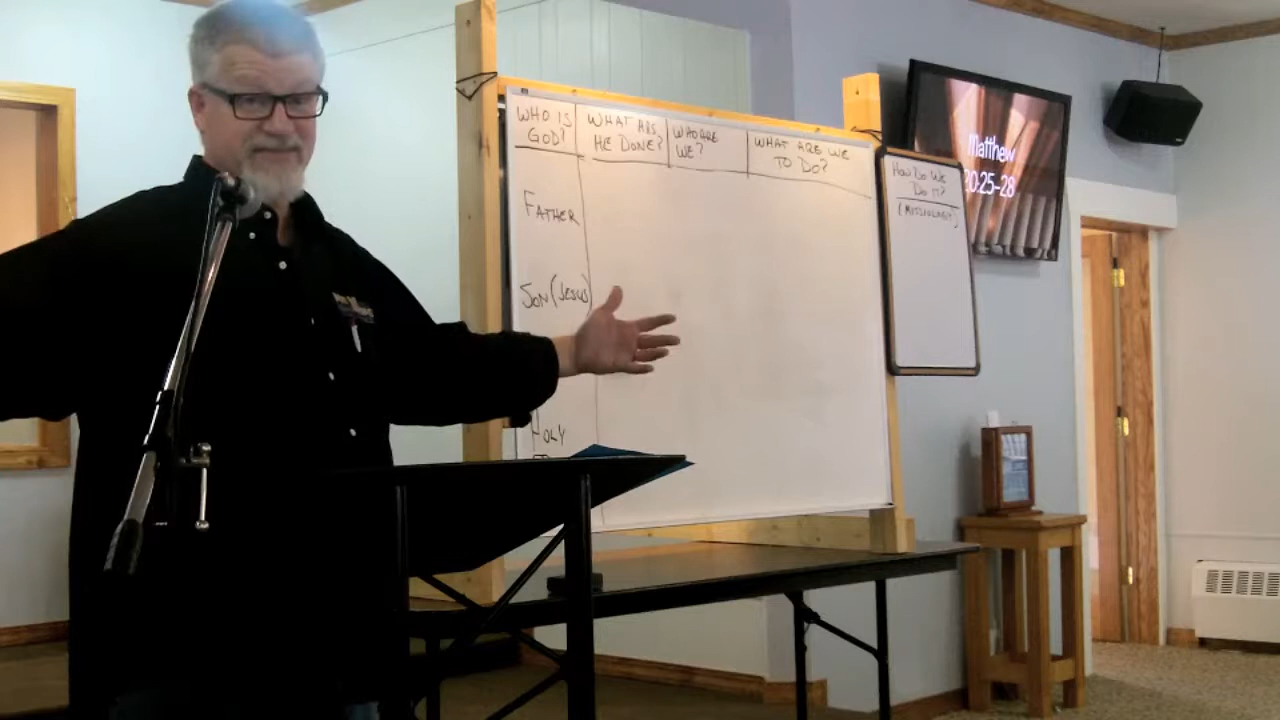 WHO IS
GOD?
WHAT HAS
HE DONE?
WHO ARE
WE?
WHAT ARE WE
TO DO?
FATHER
SON (JESUS)
HOLY
HOW DO WE
DO IT?
Matthew
20:25-28